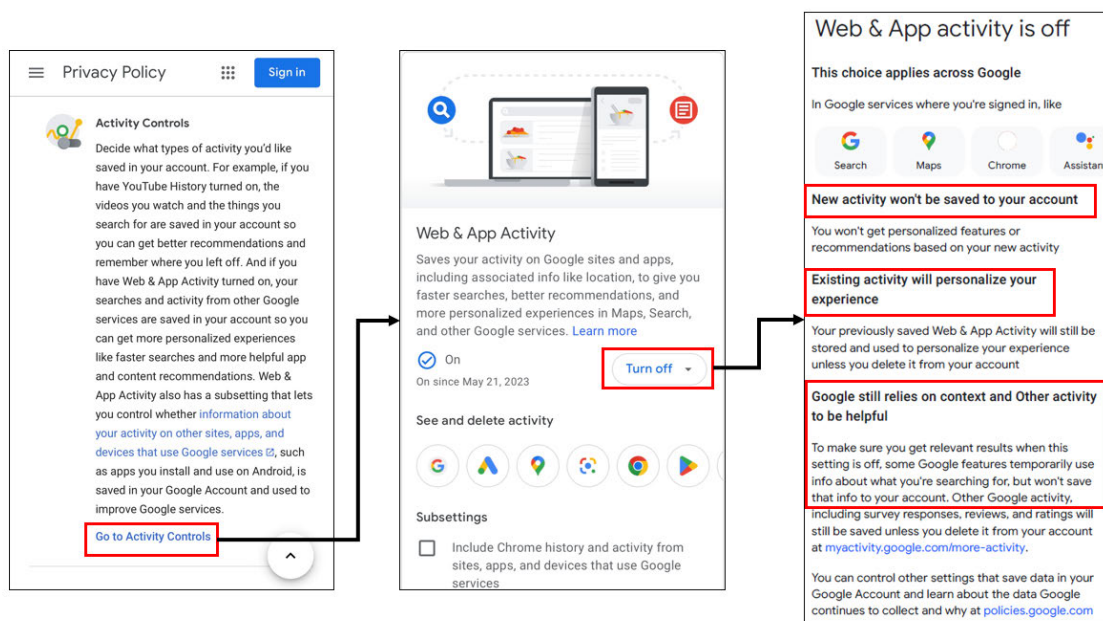 Privacy Policy
Sign in
Activity Controls
Decide what types of activity you'd like
saved in your account. For example, if you
have YouTube History turned on, the
videos you watch and the things you
search for are saved in your account so
you can get better recommendations and
remember where you left off. And if you
have Web & App Activity turned on, your
searches and activity from other Google
services are saved in your account so you
can get more personalized experiences
like faster searches and more helpful app
and content recommendations. Web &
App Activity also has a subsetting that lets
you control whether information about
your activity on other sites, apps, and
devices that use Google services, such
as apps you install and use on Android, is
saved in your Google Account and used to
improve Google services.
Go to Activity Controls
Web & App Activity
Saves your activity on Google sites and apps,
including associated info like location, to give you
faster searches, better recommendations, and
more personalized experiences in Maps, Search,
and other Google services. Learn more
On
On since May 21, 2023
Turn off
See and delete activity
Subsettings
Include Chrome history and activity from
sites, apps, and devices that use Google
services
Web & App activity is off
This choice applies across Google
In Google services where you're signed in, like
Search
Maps
Chrome
Assistan
New activity won't be saved to your account
You won't get personalized features or
recommendations based on your new activity
Existing activity will personalize your
experience
Your previously saved Web & App Activity will still be
stored and used to personalize your experience
unless you delete it from your account
Google still relies on context and Other activity
to be helpful
To make sure you get relevant results when this
setting is off, some Google features temporarily use
info about what you're searching for, but won't save
that info to your account. Other Google activity,
including survey responses, reviews, and ratings will
still be saved unless you delete it from your account
at myactivity.google.com/more-activity.
You can control other settings that save data in your
Google Account and learn about the data Google
continues to collect and why at policies.google.com